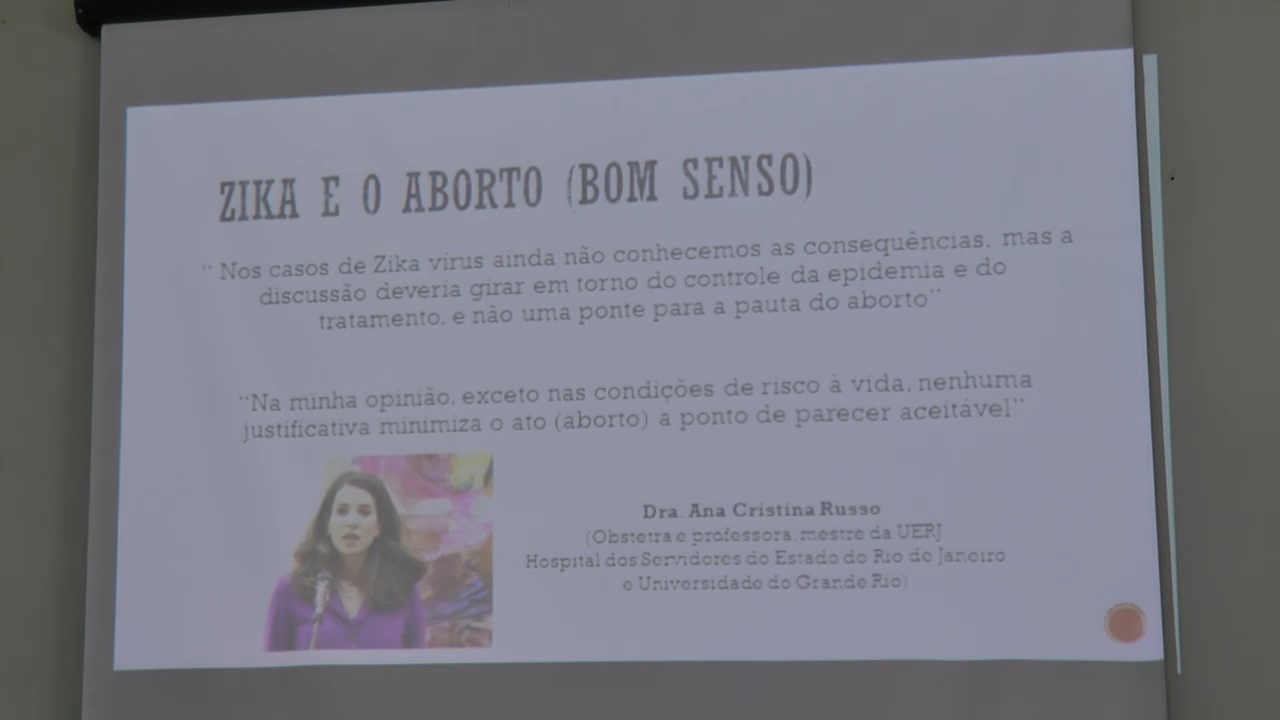 ZIKA E O ABORTO (BOM SENSO)
“ Nos casos de Zika vírus ainda não conhecemos as consequências, mas a
discussão deveria girar em torno do controle da epidemia e do
tratamento, e não uma ponte para a pauta do aborto”
“Na minha opinião, exceto nas condições de risco à vida, nenhuma
justificativa minimiza o ato (aborto) a ponto de parecer aceitável”
Dra. Ana Cristina Russo
(Obstetra e professora, mestre da UERJ
Hospital dos Servidores do Estado do Rio de Janeiro
e Universidade do Grande Rio)